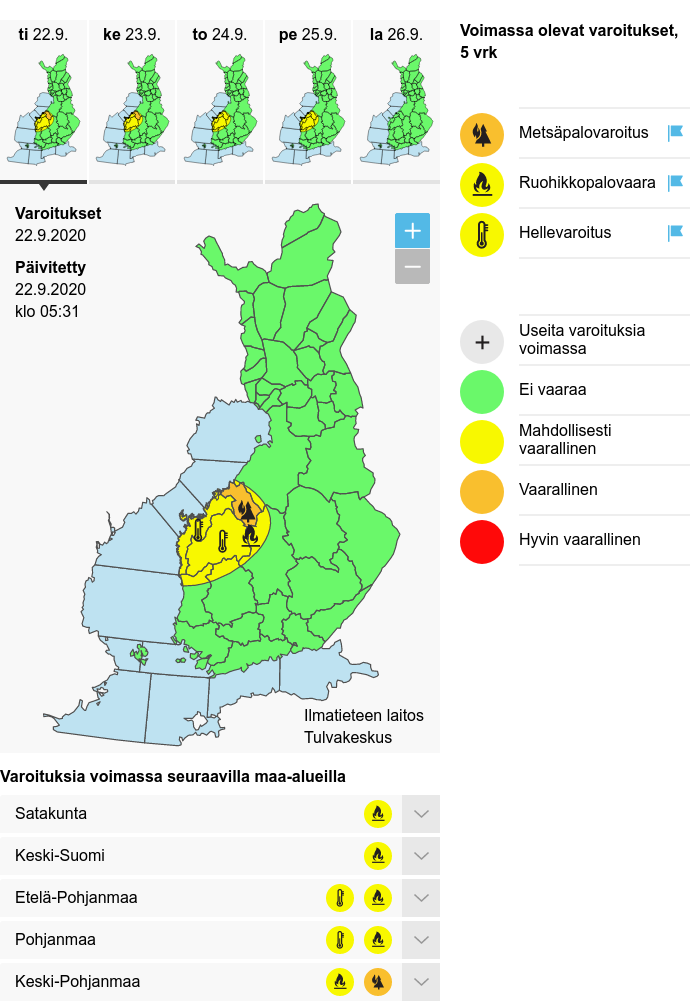 ti 22.9.
ke 23.9.
to 24.9.
pe 25.9.
la 26.9.
Varoitukset
22.9.2020
Päivitetty
22.9.2020
klo 05:31
+
−
Ilmatieteen laitos
Tulvakeskus
Varoituksia voimassa seuraavilla maa-alueilla
Satakunta
Keski-Suomi
Etelä-Pohjanmaa
Pohjanmaa
Keski-Pohjanmaa
Voimassa olevat varoitukset,
5 vrk
Metsäpalovaroitus
Ruohikkopalovaara
Hellevaroitus
+
Useita varoituksia
voimassa
Ei vaaraa
Mahdollisesti
vaarallinen
Vaarallinen
Hyvin vaarallinen